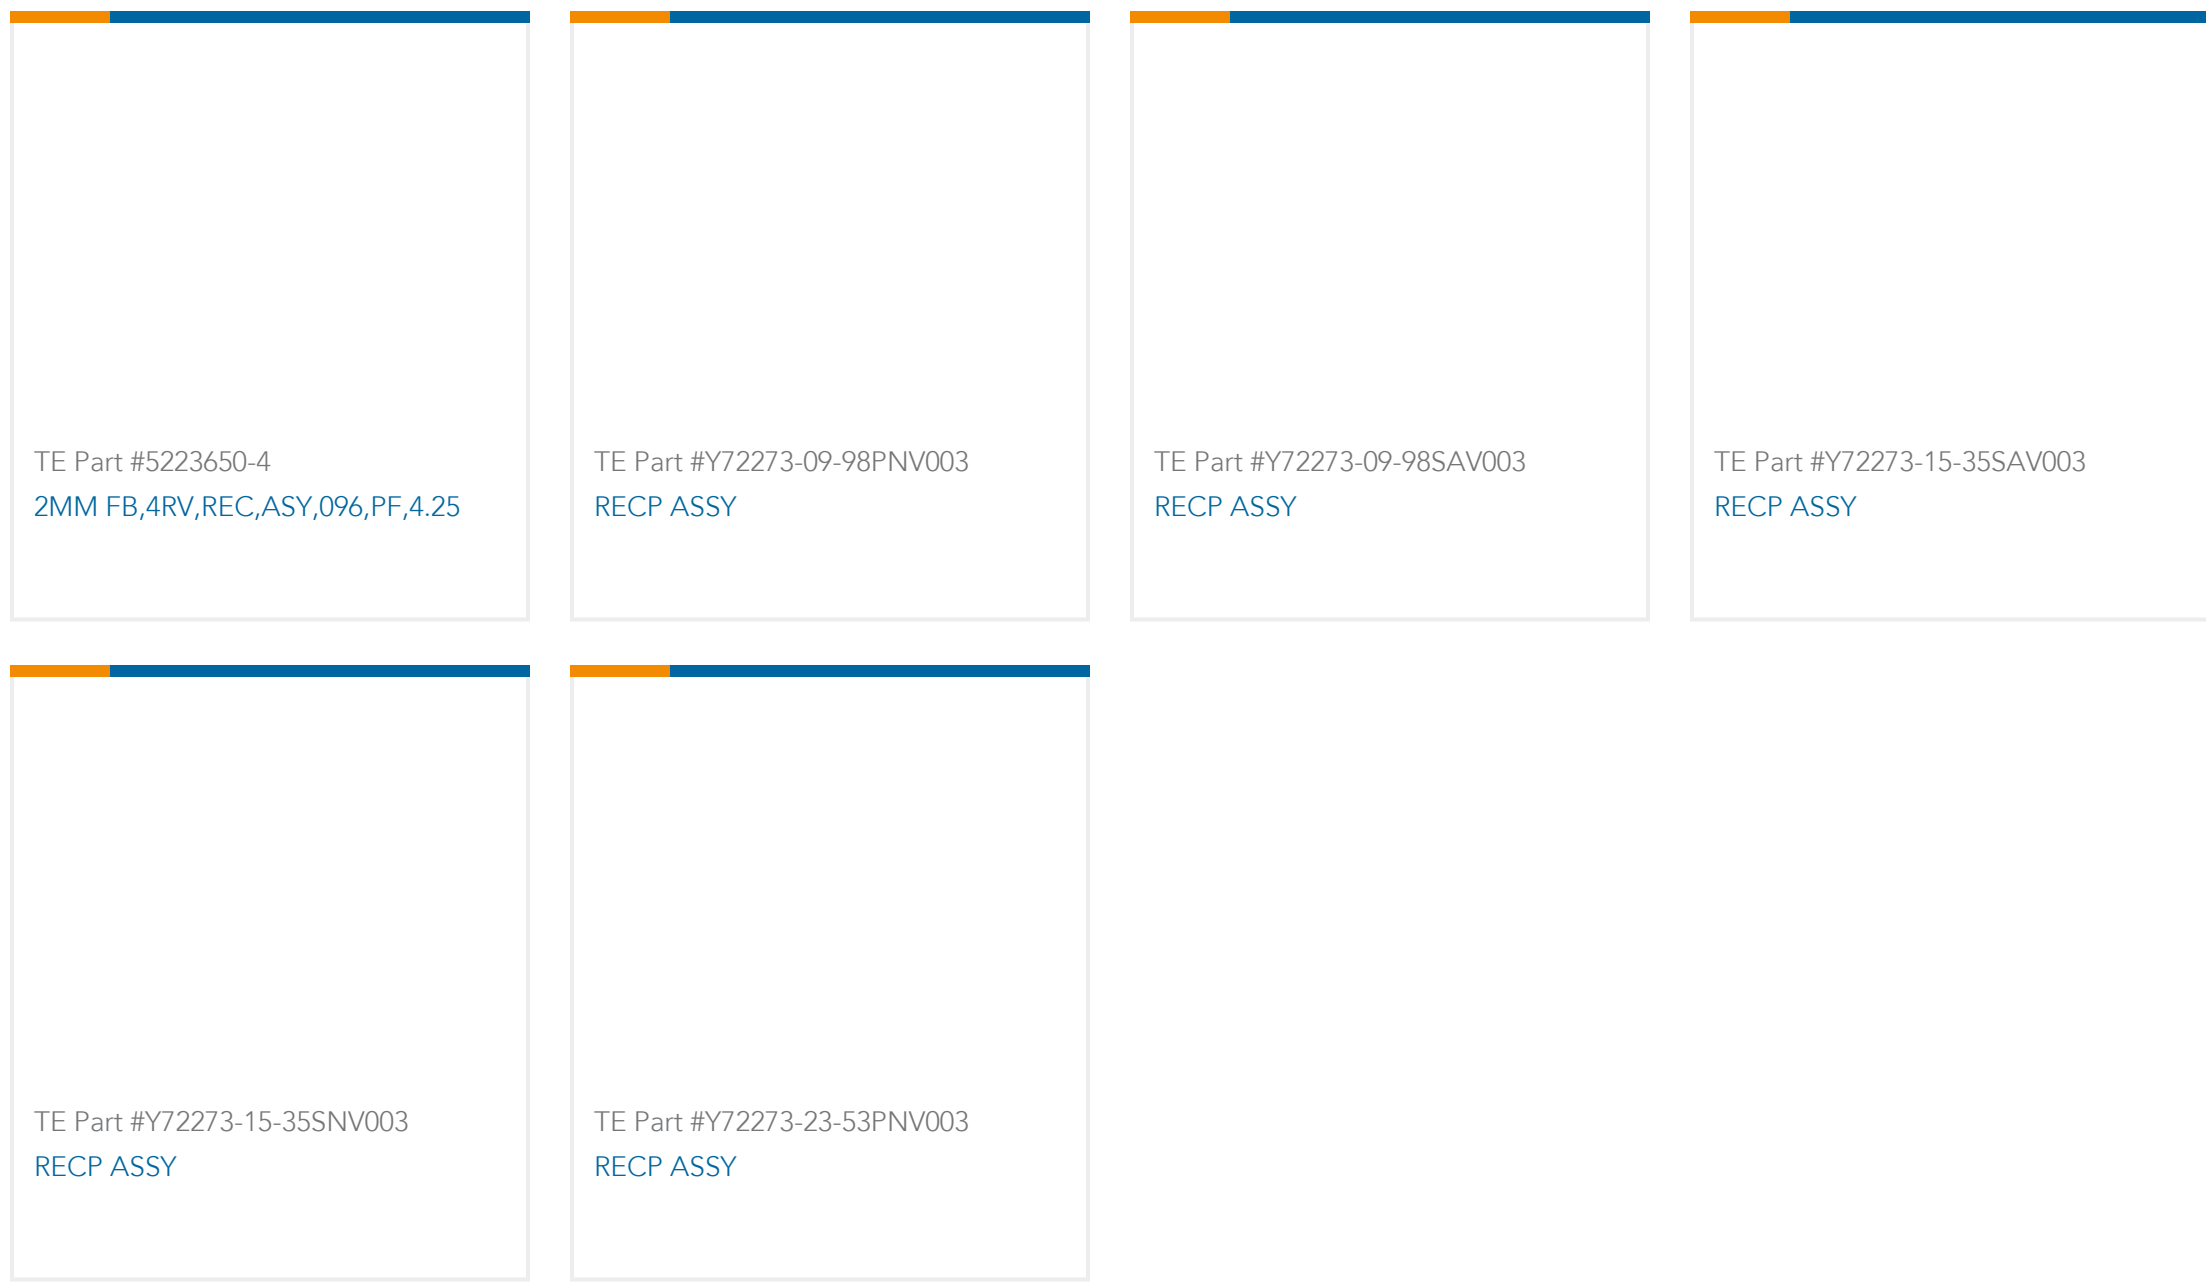 TE Part #5223650-4
2MM FB,4RV,REC,ASY,096,PF,4.25
TE Part #Y72273-09-98PNV003
RECP ASSY
TE Part #Y72273-09-98SAV003
RECP ASSY
TE Part #Y72273-15-35SAV003
RECP ASSY
TE Part #Y72273-15-35SNV003
RECP ASSY
TE Part #Y72273-23-53PNV003
RECP ASSY